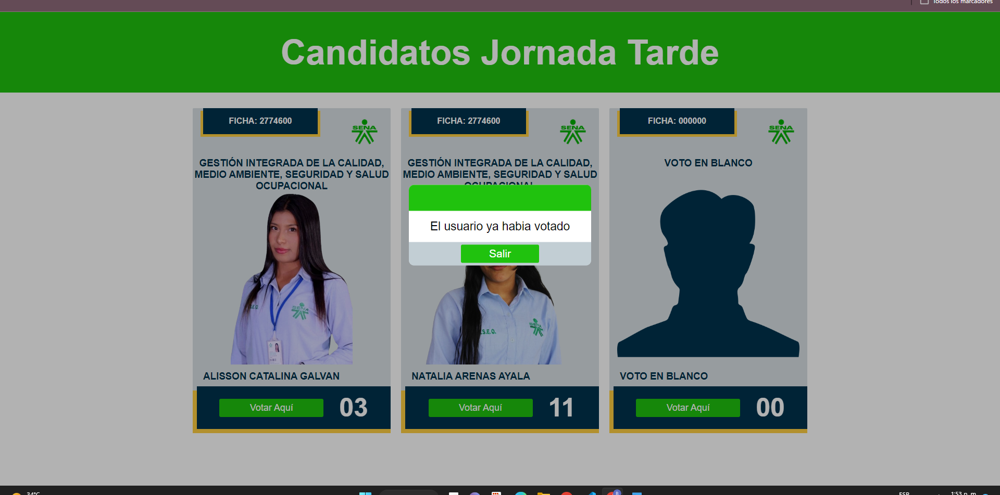 Todos los marcadores
Candidatos Jornada Tarde
FICHA: 2774600
SENA
GESTIÓN INTEGRADA DE LA CALIDAD,
MEDIO AMBIENTE, SEGURIDAD Y SALUD
OCUPACIONAL
SENA
ALISSON CATALINA GALVAN
Votar Aquí
03
FICHA: 2774600
SENA
GESTIÓN INTEGRADA DE LA CALIDAD,
MEDIO AMBIENTE, SEGURIDAD Y SALUD
OCUPACIONAL
El usuario ya habia votado
Salir
S.E.O.
SENA
NATALIA ARENAS AYALA
Votar Aquí
11
FICHA: 000000
SENA
VOTO EN BLANCO
VOTO EN BLANCO
Votar Aquí
00
34°C
B
ESP
1:53 p. m.